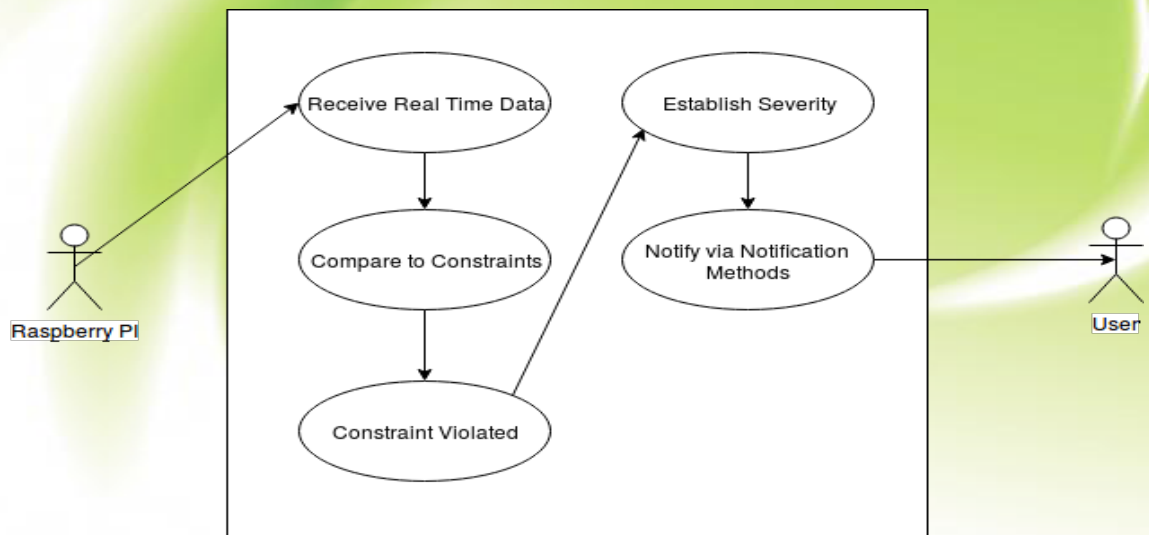 Receive Real Time Data
Establish Severity
Compare to Constraints
Notify via Notification
Methods
Raspberry PI
User
Constraint Violated